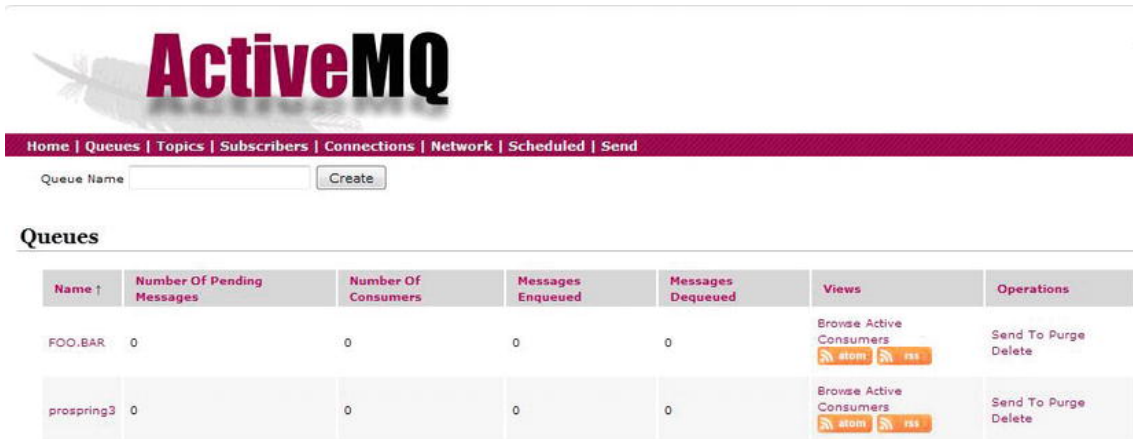 ActiveMQ
Home | Queues | Topics | Subscribers | Connections | Network | Scheduled | Send
Queue Name Create
Queues
Name ↑ Number Of Pending Messages Number Of Consumers Messages Enqueued Messages Dequeued Views Operations
FOO.BAR 0 0 0 0 Browse Active Consumers atom rss Send To Purge Delete
prospring3 0 0 0 0 Browse Active Consumers atom rss Send To Purge Delete